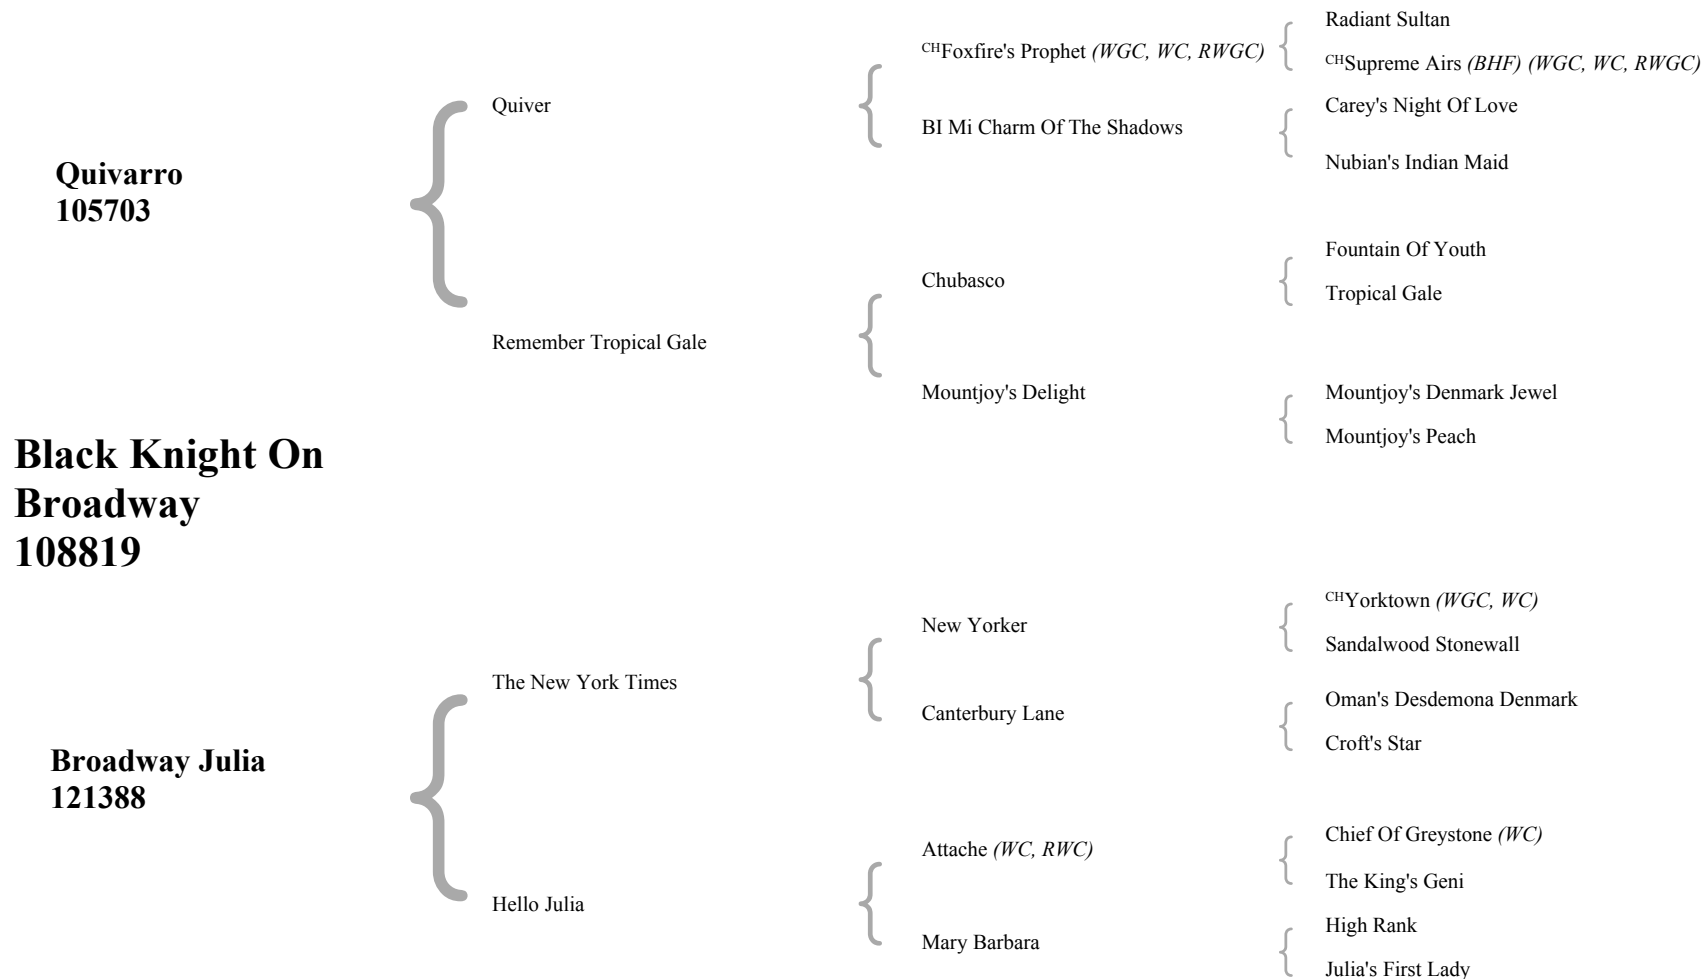 Radiant Sultan
CHFoxfire's Prophet (WGC, WC, RWGC)
CHSupreme Airs (BHF) (WGC, WC, RWGC)
Quiver
Carey's Night Of Love
BI Mi Charm Of The Shadows
Nubian's Indian Maid
Quivarro
105703
Fountain Of Youth
Chubasco
Tropical Gale
Remember Tropical Gale
Mountjoy's Delight
Mountjoy's Denmark Jewel
Mountjoy's Peach
Black Knight On
Broadway
108819
CHYorktown (WGC, WC)
New Yorker
Sandalwood Stonewall
The New York Times
Oman's Desdemona Denmark
Canterbury Lane
Croft's Star
Broadway Julia
121388
Chief Of Greystone (WC)
Attache (WC, RWC)
The King's Geni
Hello Julia
High Rank
Mary Barbara
Julia's First Lady